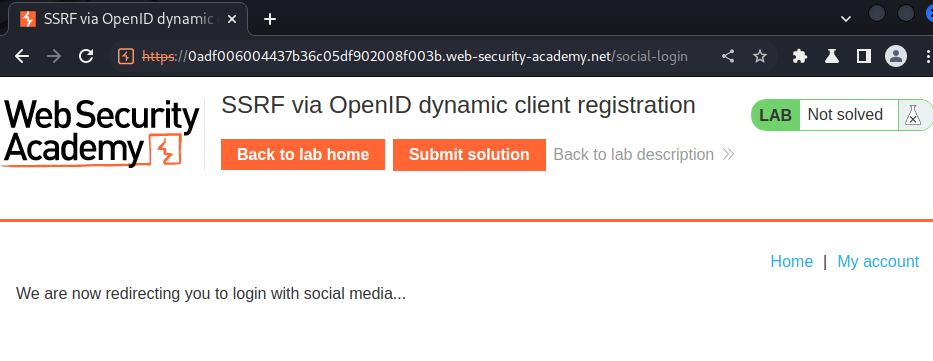 SSRF via OpenID dynamic
https://0adf006004437b36c05df902008f003b.web-security-academy.net/social-login
Web Security
Academy
SSRF via OpenID dynamic client registration
LAB Not solved
Back to lab home Submit solution Back to lab description
Home | My account
We are now redirecting you to login with social media...